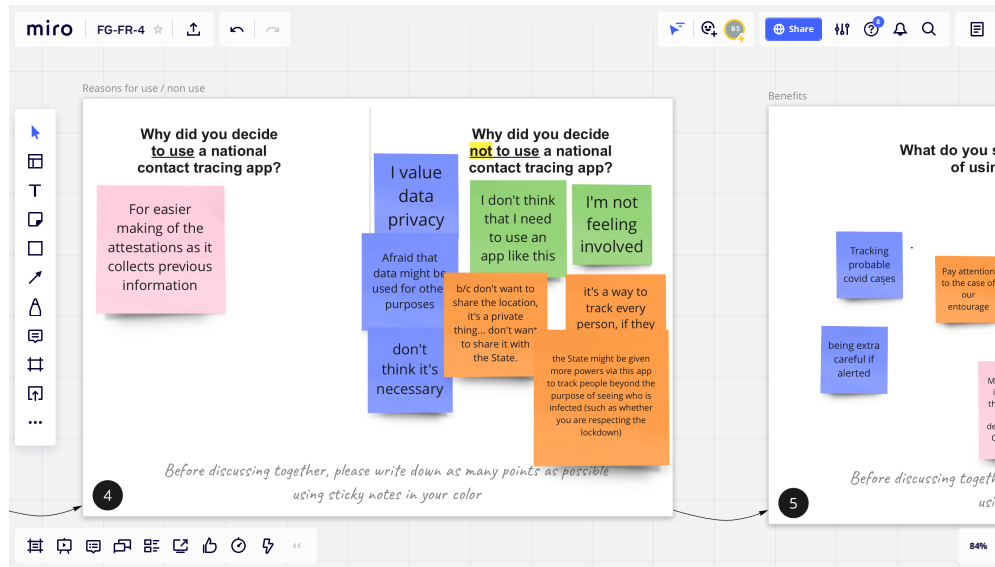 miro
FG-FR-4
Share
6
Reasons for use / non use
Why did you decide
to use a national
contact tracing app?
For easier
making of the
attestations as it
collects previous
information
Why did you decide
not to use a national
contact tracing app?
I value
data
privacy
Afraid that
data might be
used for other
purposes
don't
think it's
necessary
I don't think
that I need
to use an
app like this
I'm not
feeling
involved
b/c don't want to
share the location,
it's a private
thing... don't want
to share it with
the State.
it's a way to
track every
person, if they
the State might be given
more powers via this app
to track people beyond the
purpose of seeing who is
infected (such as whether
you are respecting the
lockdown)
Before discussing together, please write down as many points as possible
using sticky notes in your color
4
Benefits
What do you
of
Tracking
probable
covid cases
Pay attention
to the case of
our
entourage
being extra
careful if
alerted
Before discussing
5
84%